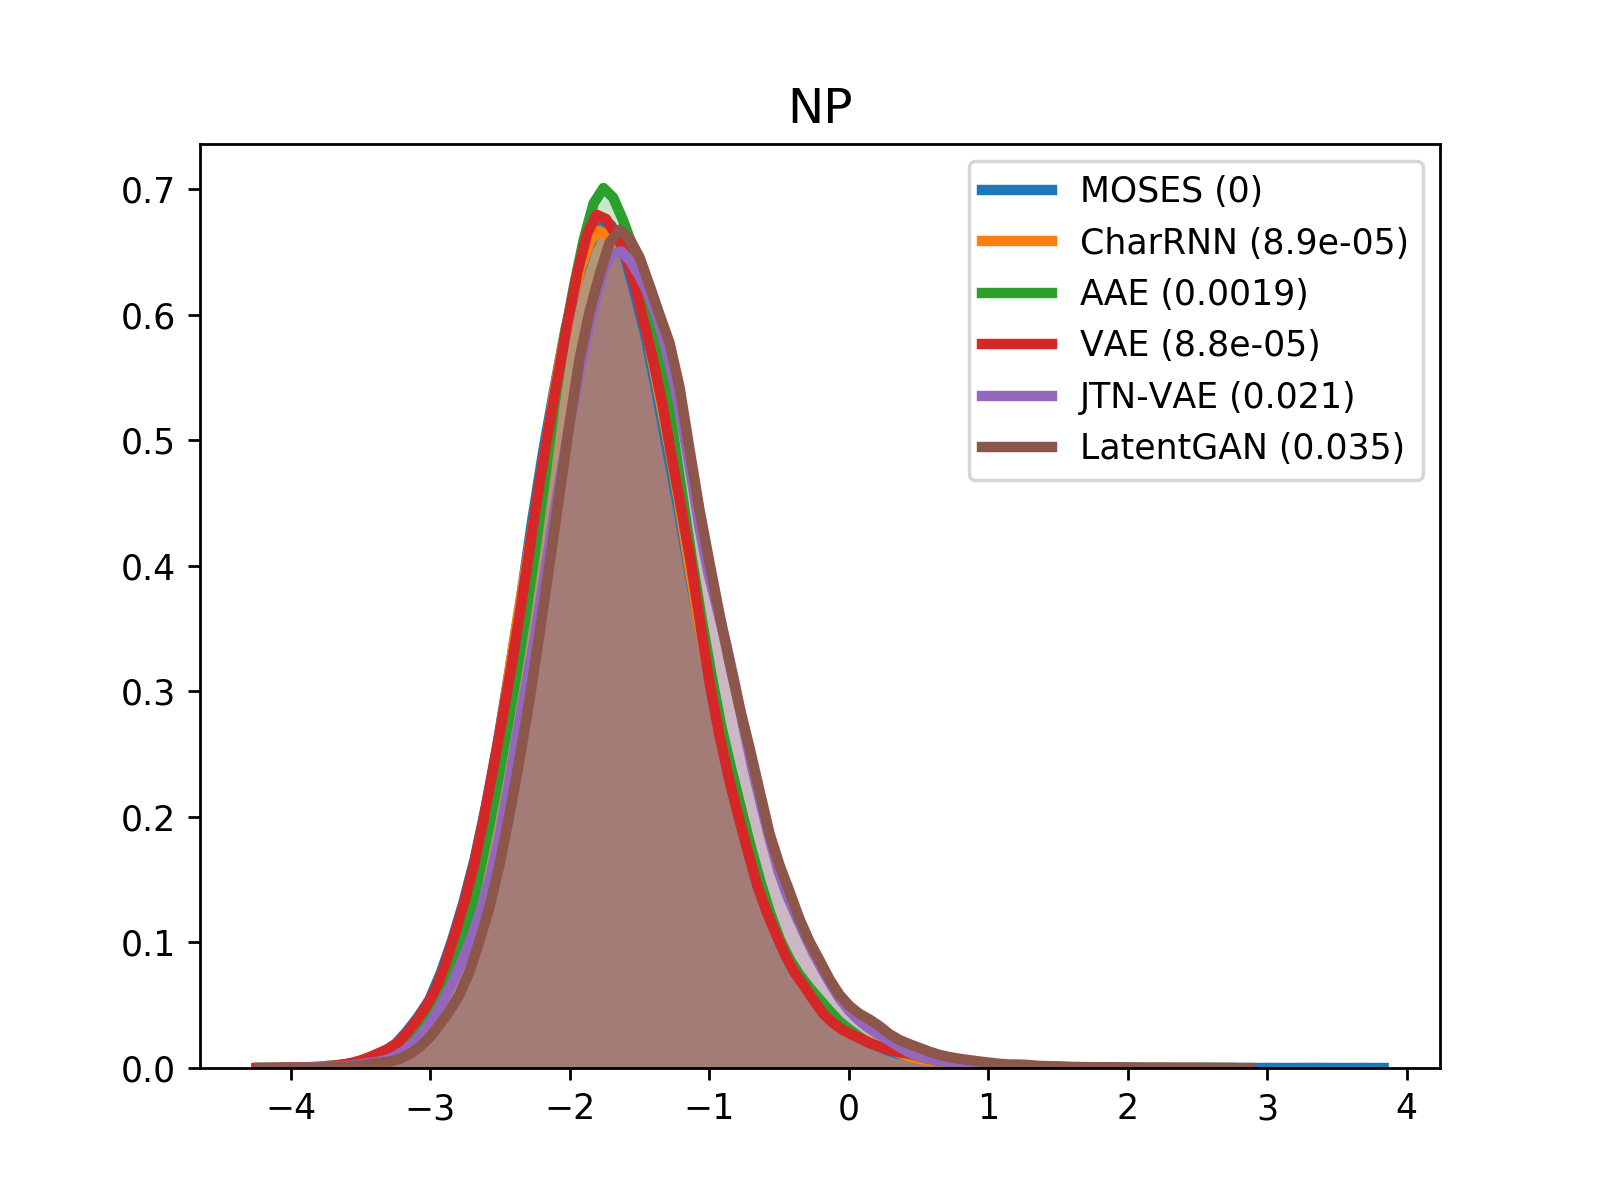 NP
MOSES (0)
CharRNN (8.9e-05)
AAE (0.0019)
VAE (8.8e-05)
JTN-VAE (0.021)
LatentGAN (0.035)
0.7
0.6
0.5
0.4
0.3
0.2
0.1
0.0
−4 −3 −2 −1 0 1 2 3 4